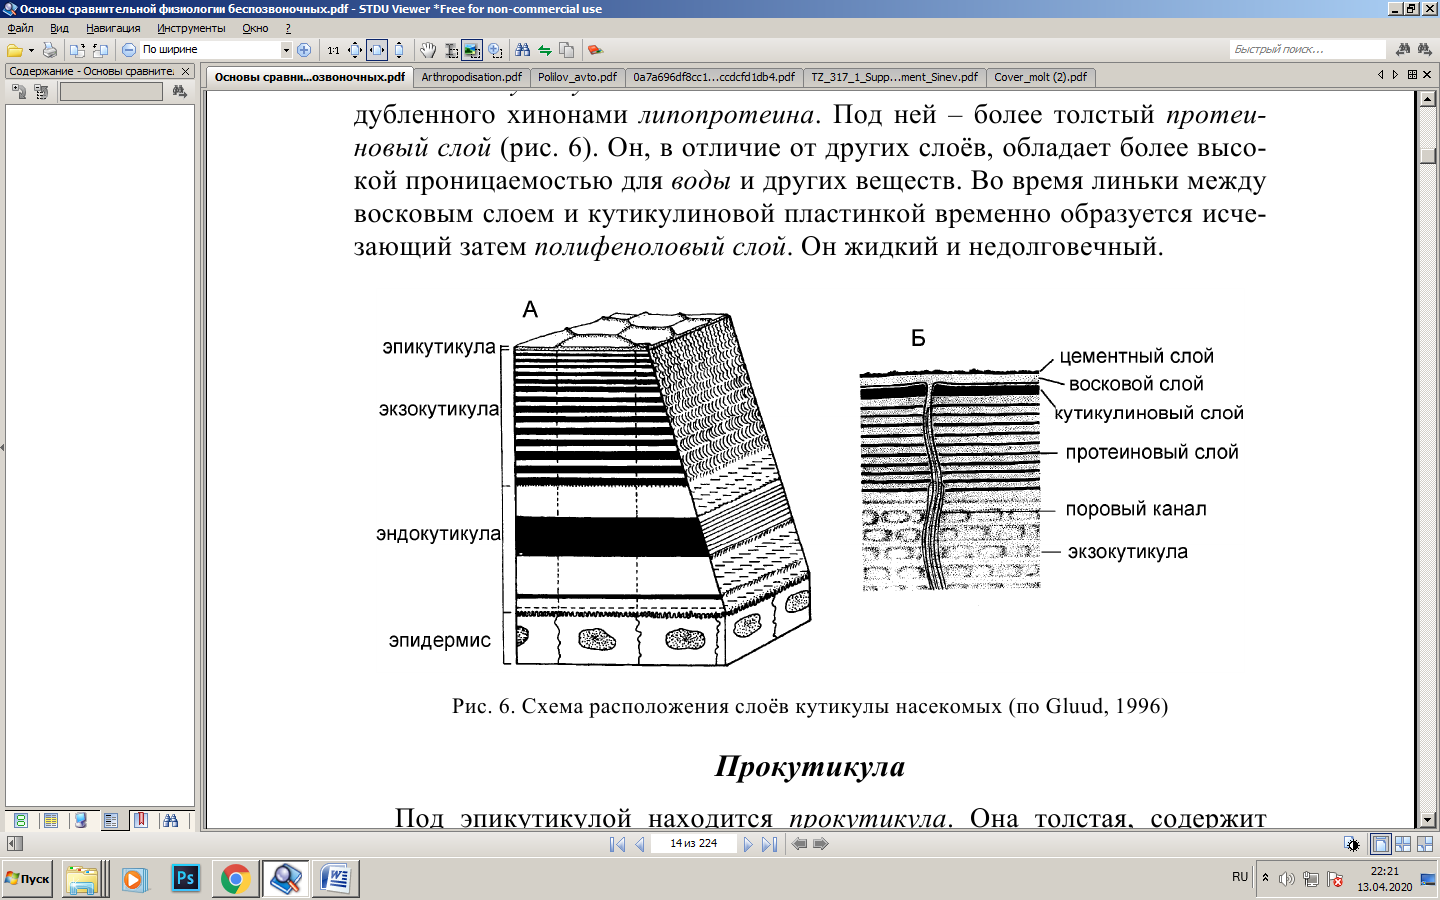 Основы сравнительной физиологии беспозвоночных.pdf - STDU Viewer *Free for non-commercial use
Файл Вид Навигация Инструменты Окно ?
По ширине
1:1
Быстрый поиск...
Содержание - Основы сравните.
Основы сравни...озвоночных.pdf
Arthropodisation.pdf
Polilov_avto.pdf
0a7a696df8cc1...ccdcfd1db4.pdf
TZ_317_1_Supp...ment_Sinev.pdf
Cover_molt (2).pdf
дубленного хинонами липопротеина. Под ней – более толстый протеи-
новый слой (рис. 6). Он, в отличие от других слоёв, обладает более высо-
кой проницаемостью для воды и других веществ. Во время линьки между
восковым слоем и кутикулиновой пластинкой временно образуется исче-
зающий затем полифеноловый слой. Он жидкий и недолговечный.
А
эпикутикула
экзокутикула
эндокутикула
эпидермис
Б
цементный слой
восковой слой
кутикулиновый слой
протеиновый слой
поровый канал
экзокутикула
Рис. 6. Схема расположения слоёв кутикулы насекомых (по Gluud, 1996)
Прокутикула
Под эпикутикулой находится прокутикула. Она толстая, содержит
14 из 224
Пуск
Ps
RU
22:21
13.04.2020